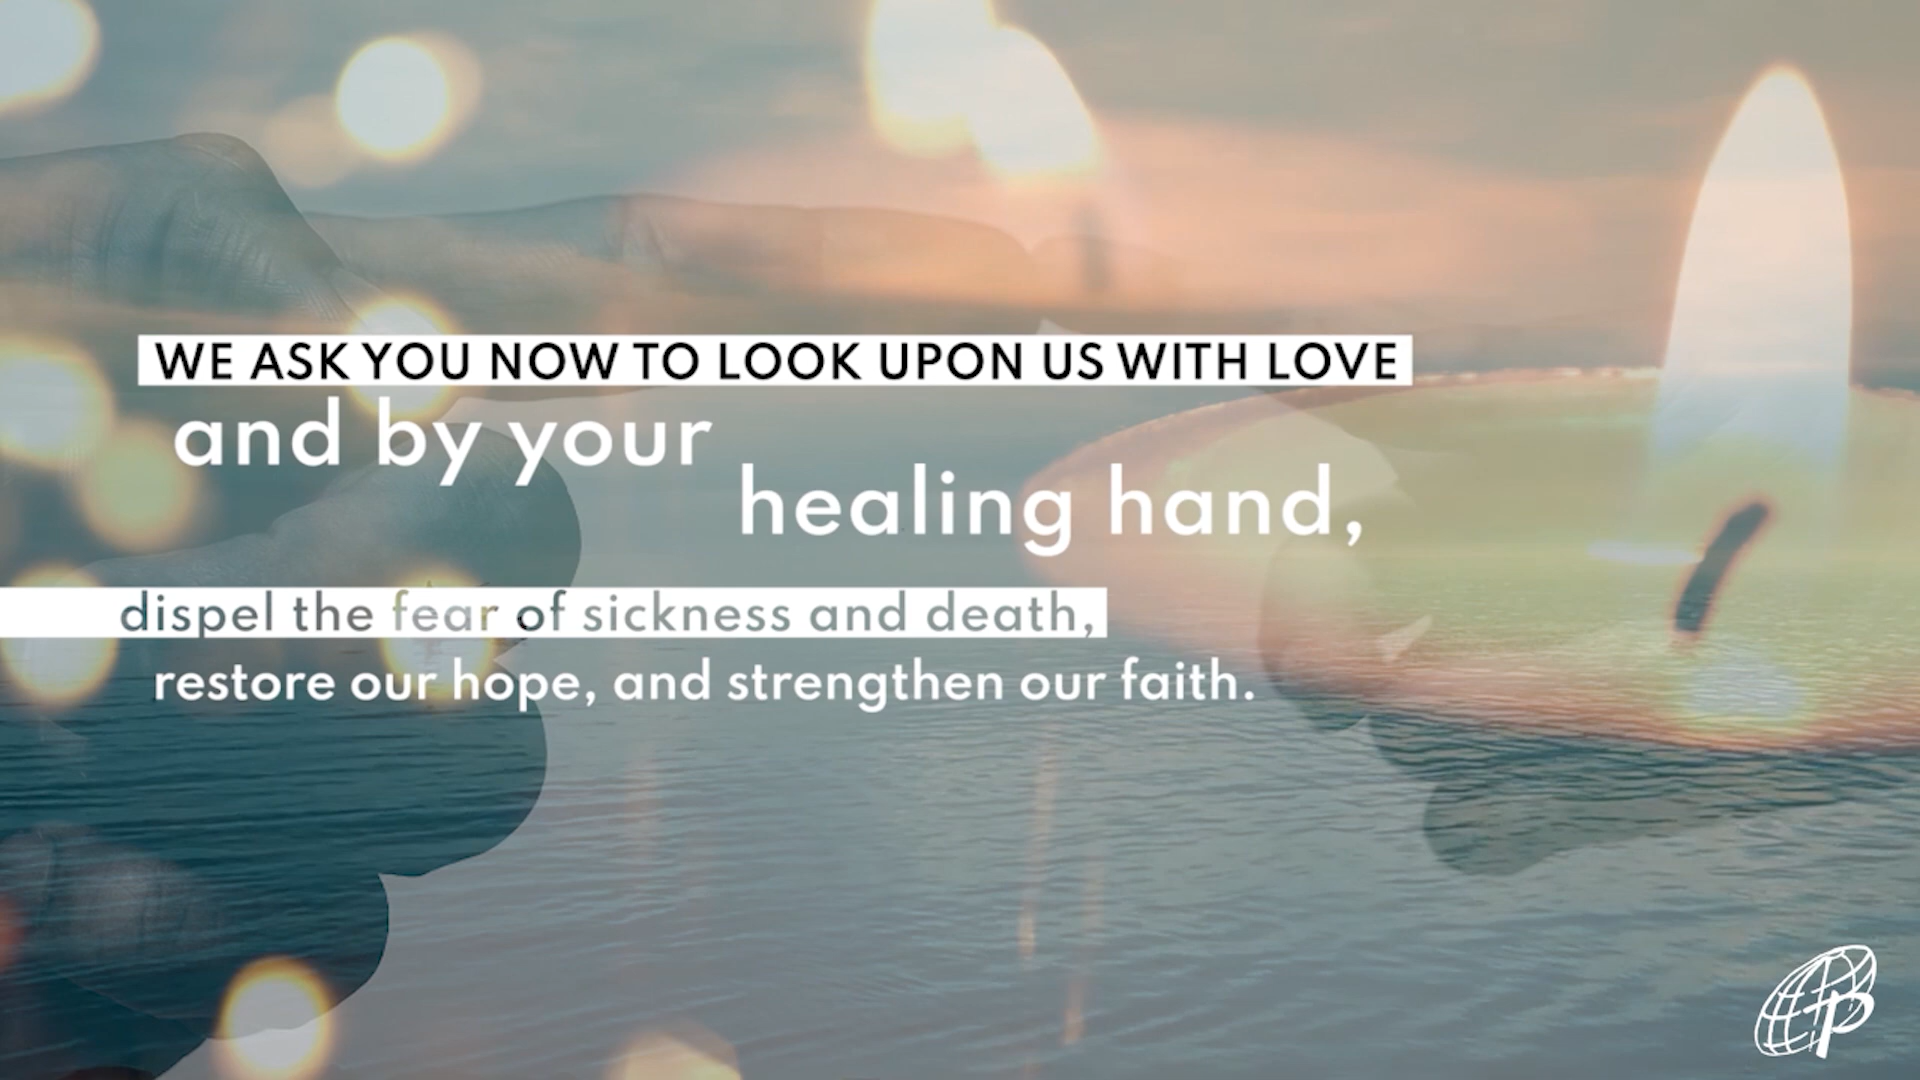 WE ASK YOU NOW TO LOOK UPON US WITH LOVE
and by your
healing hand,
dispel the fear of sickness and death,
restore our hope, and strengthen our faith.